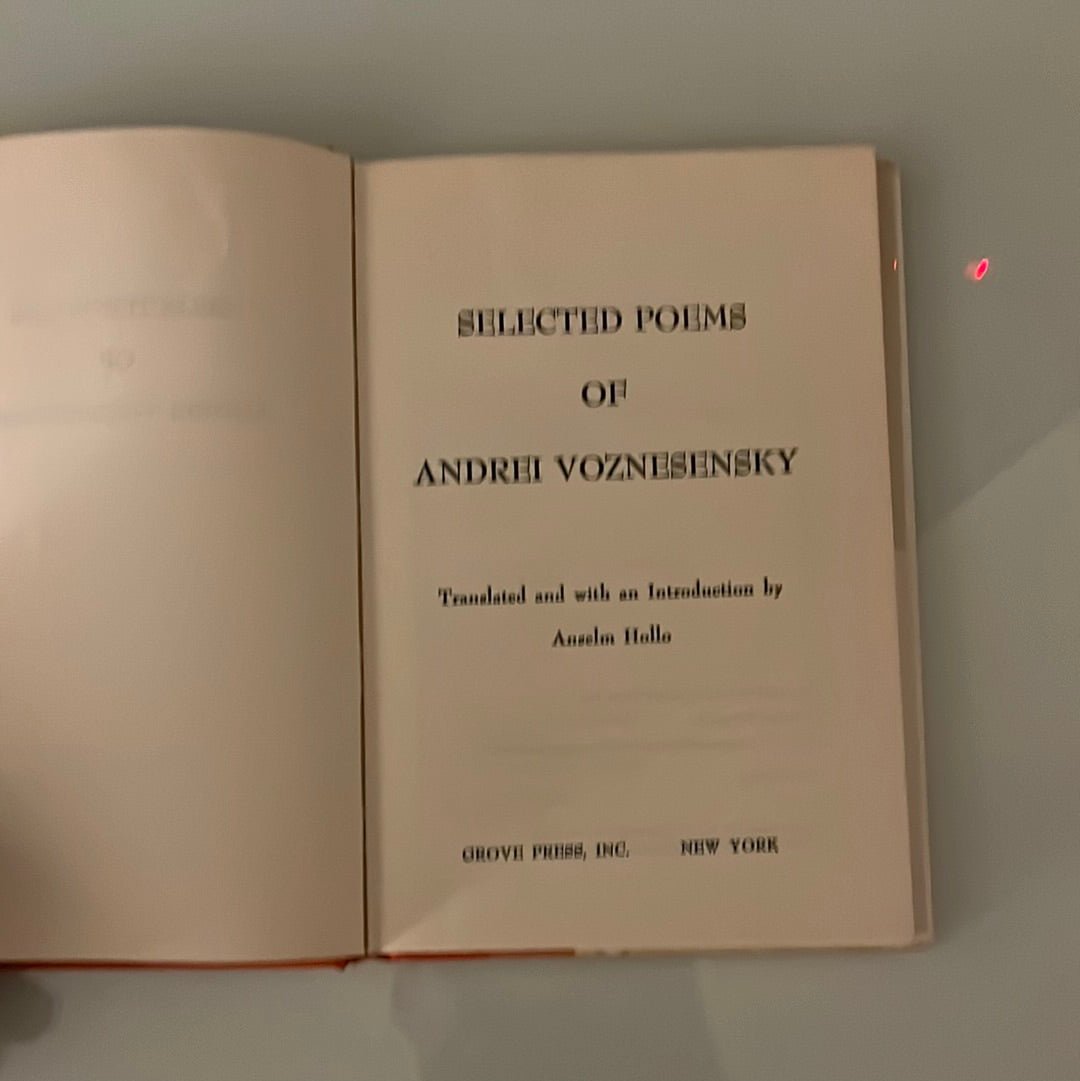 SELECTED POEMS
OF
ANDREI VOZNESENSKY
Translated and with an Introduction by
Anselm Hollo
GROVE PRESS, INC. NEW YORK